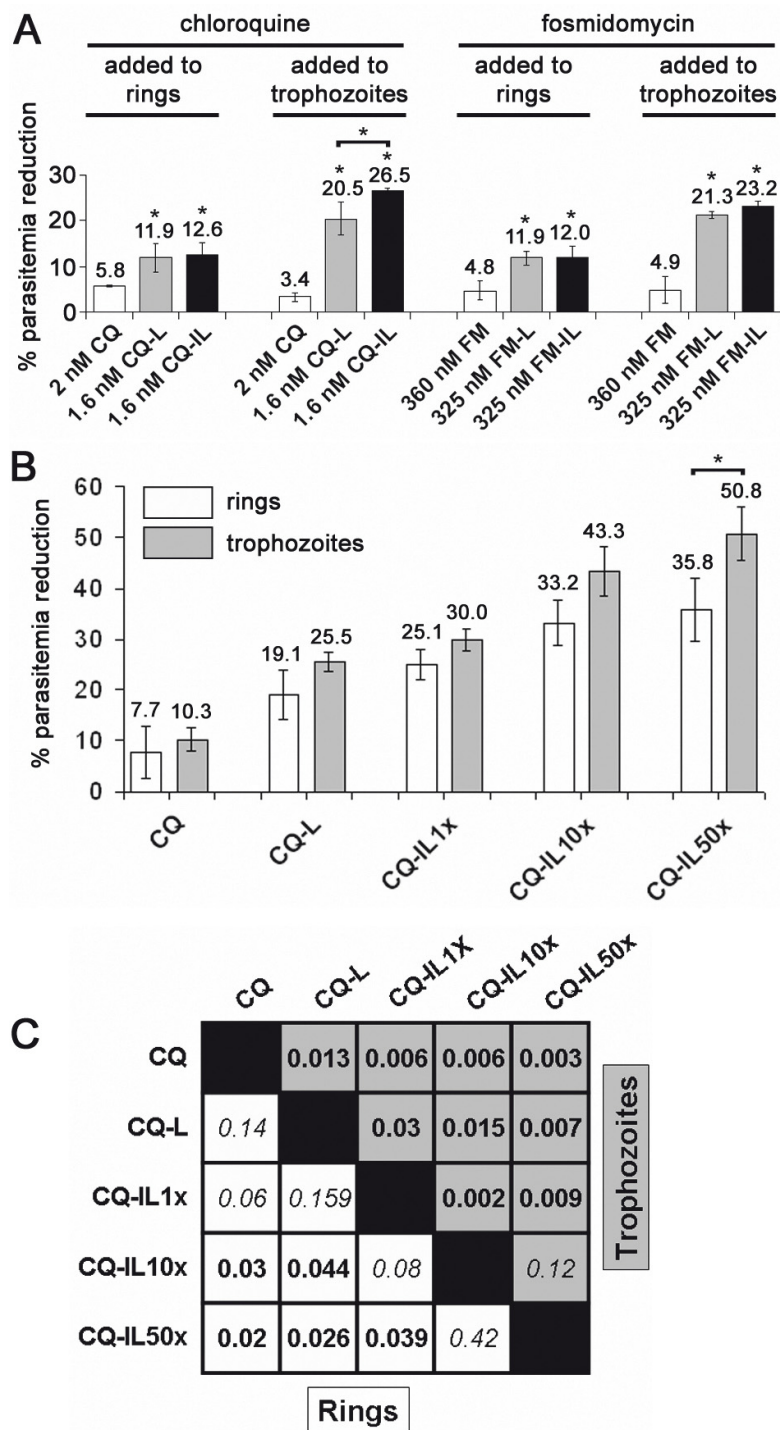 A
chloroquine fosmidomycin
added to rings added to trophozoites added to rings added to trophozoites
% parasitemia reduction
30
20
10
0
5.8 * 11.9 * 12.6
* 3.4 * 20.5 * 26.5
4.8 * 11.9 * 12.0
4.9 * 21.3 * 23.2
2 nM CQ
1.6 nM CQ-L
1.6 nM CQ-IL
2 nM CQ
1.6 nM CQ-L
1.6 nM CQ-IL
360 nM FM
325 nM FM-L
325 nM FM-IL
360 nM FM
325 nM FM-L
325 nM FM-IL
B
% parasitemia reduction
60
50
40
30
20
10
0
rings
trophozoites
7.7 10.3
19.1 25.5
25.1 30.0
33.2 43.3
* 35.8 50.8
CQ
CQ-L
CQ-IL1x
CQ-IL10x
CQ-IL50x
C
CQ CQ-L CQ-IL1X CQ-IL10x CQ-IL50x
CQ 0.013 0.006 0.006 0.003
CQ-L 0.14 0.03 0.015 0.007
CQ-IL1x 0.06 0.159 0.002 0.009
CQ-IL10x 0.03 0.044 0.08 0.12
CQ-IL50x 0.02 0.026 0.039 0.42
Trophozoites
Rings